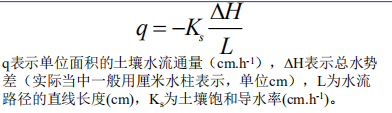 q = −Kₛ ΔH/L
q表示单位面积的土壤水流通量（cm.h⁻¹），ΔH表示总水势
差（实际当中一般用厘米水柱表示，单位cm），L为水流
路径的直线长度(cm)，Kₛ为土壤饱和导水率(cm.h⁻¹)。